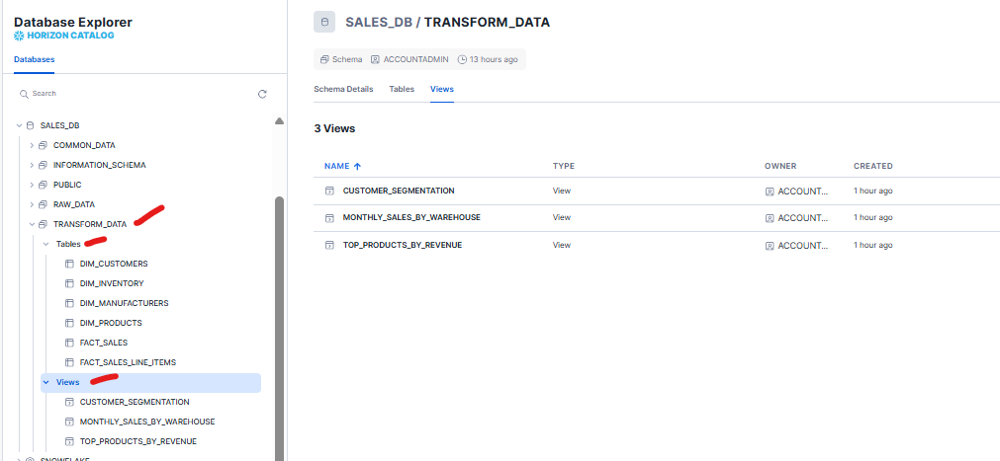 Database Explorer
HORIZON CATALOG
Databases
Search
SALES_DB
COMMON_DATA
INFORMATION_SCHEMA
PUBLIC
RAW_DATA
TRANSFORM_DATA
Tables
DIM_CUSTOMERS
DIM_INVENTORY
DIM_MANUFACTURERS
DIM_PRODUCTS
FACT_SALES
FACT_SALES_LINE_ITEMS
Views
CUSTOMER_SEGMENTATION
MONTHLY_SALES_BY_WAREHOUSE
TOP_PRODUCTS_BY_REVENUE
SNOWFLAKE
SALES_DB / TRANSFORM_DATA
Schema ACCOUNTADMIN 13 hours ago
Schema Details Tables Views
3 Views
NAME TYPE OWNER CREATED
CUSTOMER_SEGMENTATION View ACCOUNT... 1 hour ago
MONTHLY_SALES_BY_WAREHOUSE View ACCOUNT... 1 hour ago
TOP_PRODUCTS_BY_REVENUE View ACCOUNT... 1 hour ago